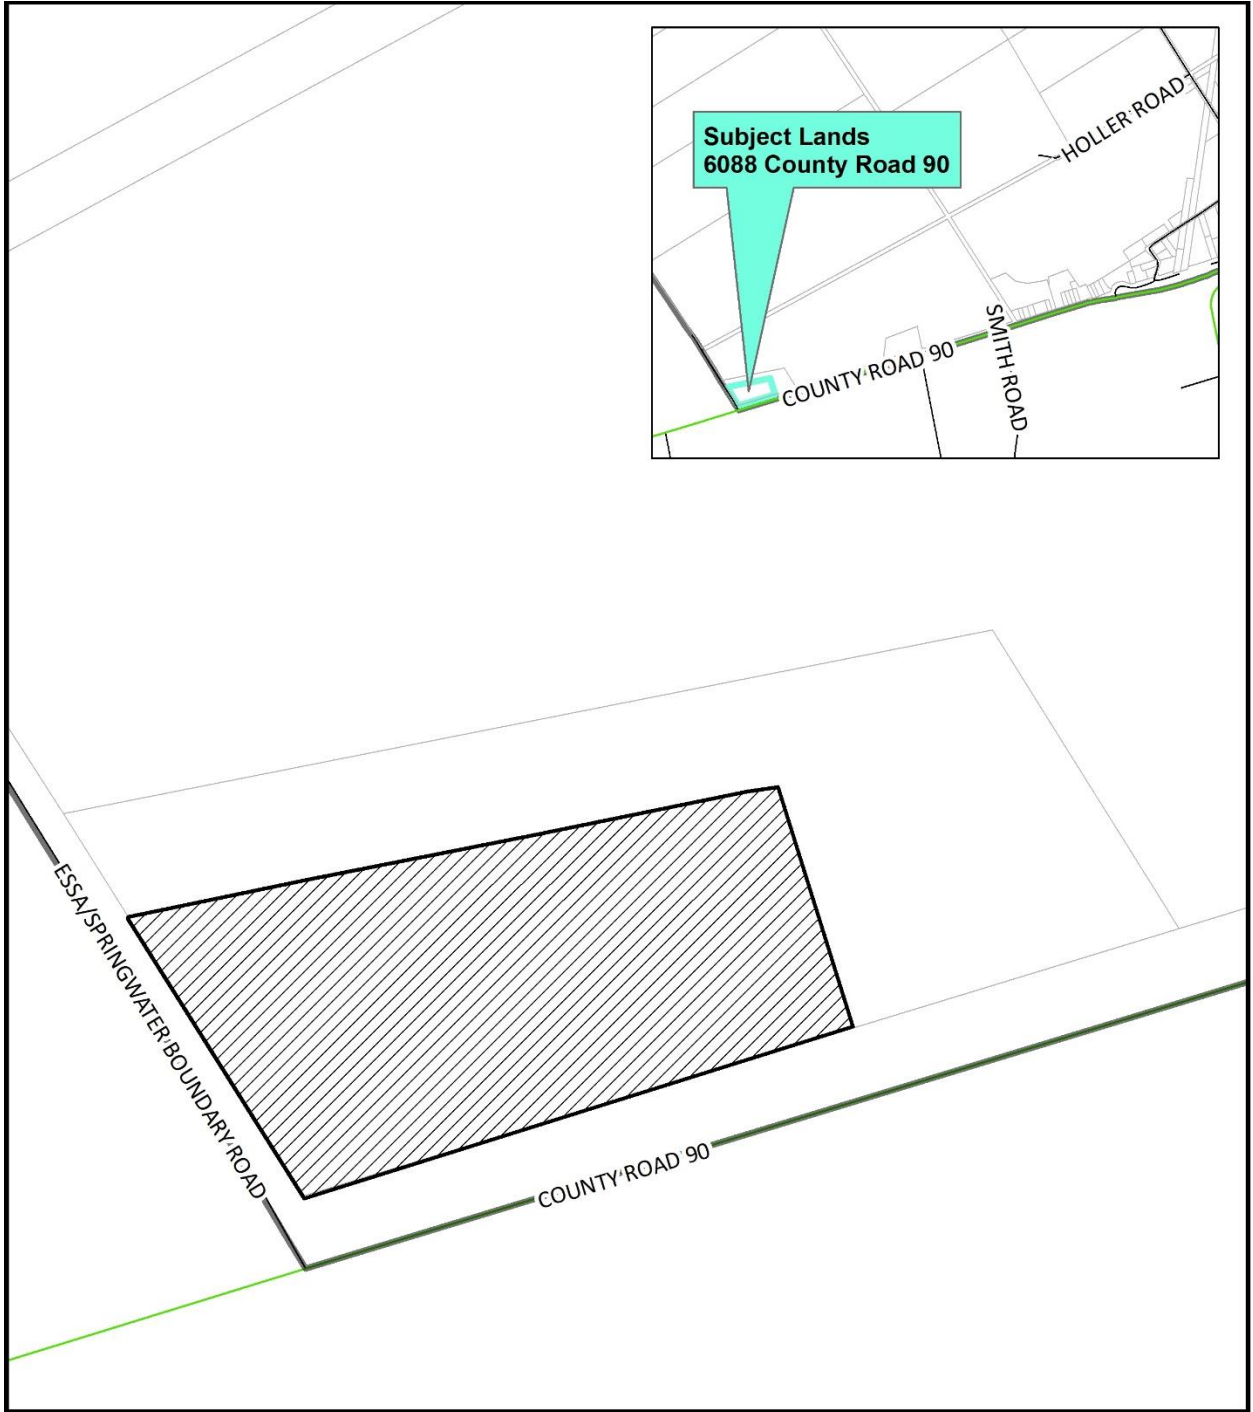 Subject Lands
6088 County Road 90
HOLLER ROAD
SMITH ROAD
COUNTY ROAD 90
ESSA/SPRINGWATER BOUNDARY ROAD
COUNTY ROAD 90